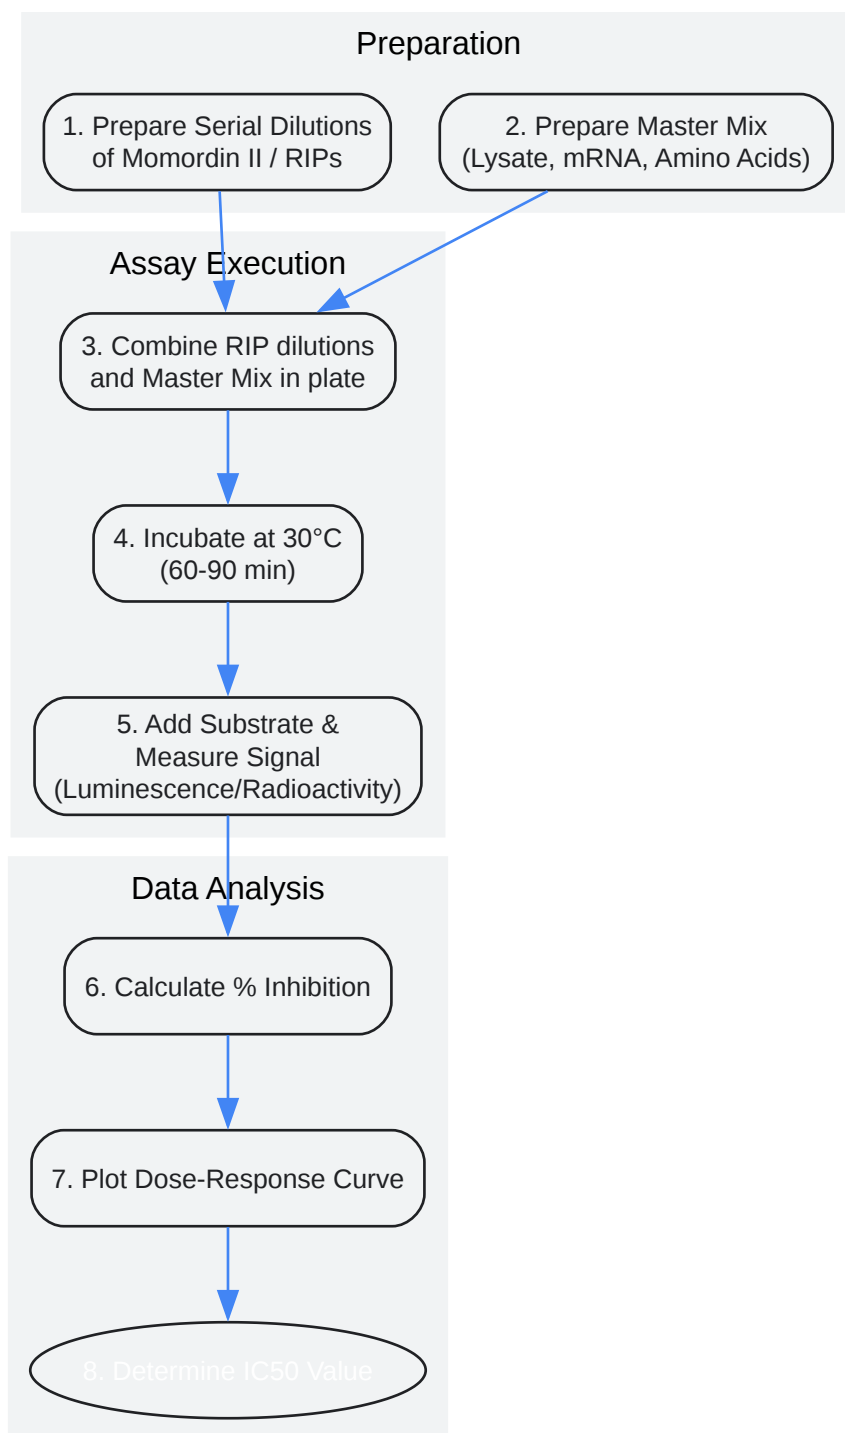 Preparation
1. Prepare Serial Dilutions
of Momordin II / RIPs
2. Prepare Master Mix
(Lysate, mRNA, Amino Acids)
Assay Execution
3. Combine RIP dilutions
and Master Mix in plate
4. Incubate at 30°C
(60-90 min)
5. Add Substrate &
Measure Signal
(Luminescence/Radioactivity)
Data Analysis
6. Calculate % Inhibition
7. Plot Dose-Response Curve
8. Determine IC50 Value